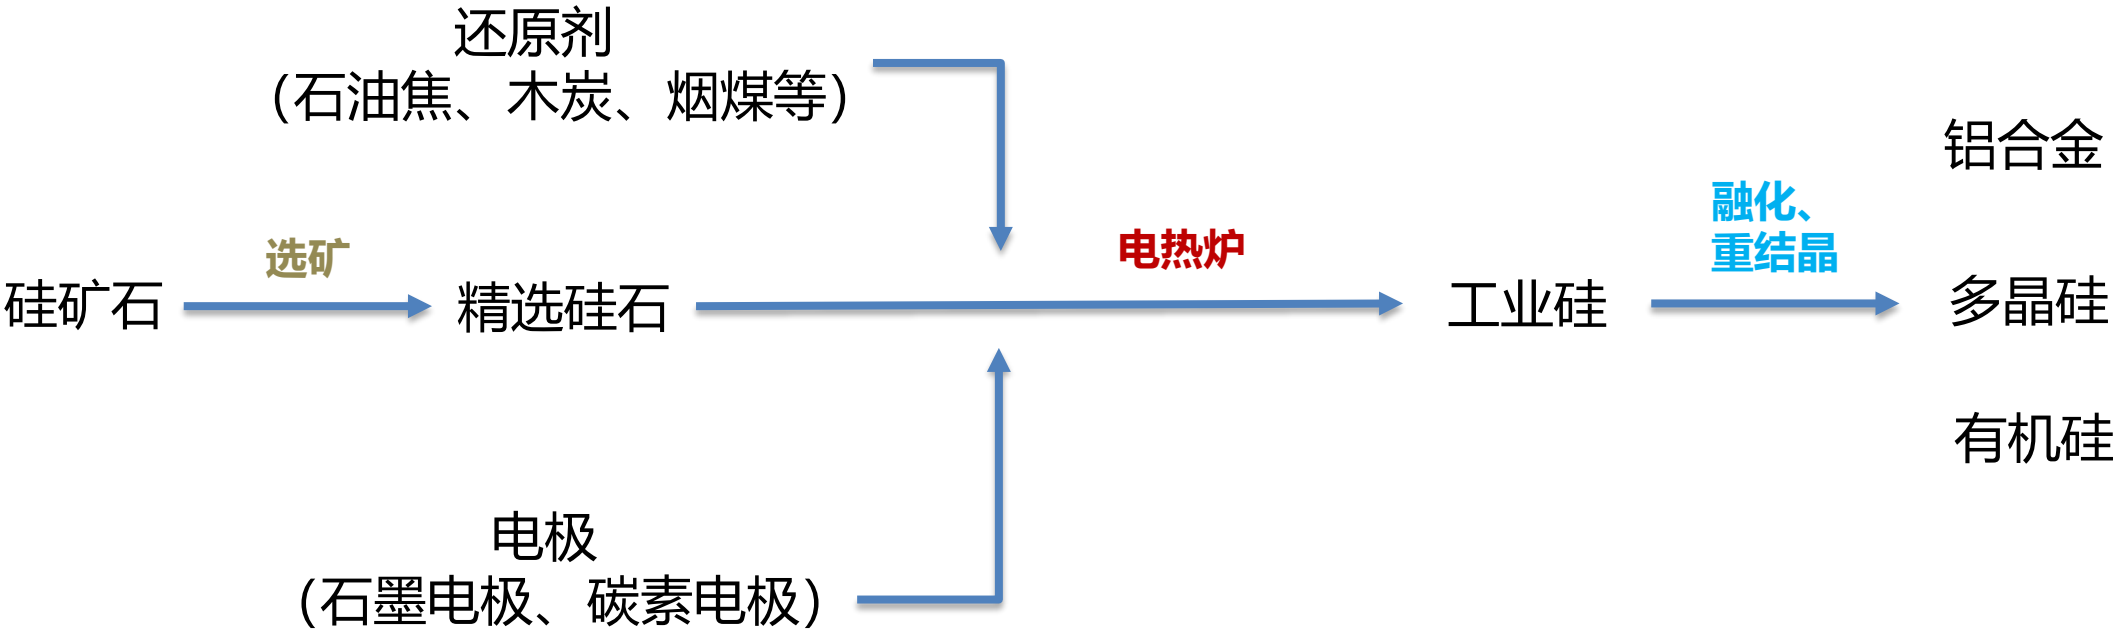 还原剂
（石油焦、木炭、烟煤等）
铝合金
融化、
重结晶
选矿
电热炉
硅矿石
精选硅石
工业硅
多晶硅
有机硅
电极
（石墨电极、碳素电极）